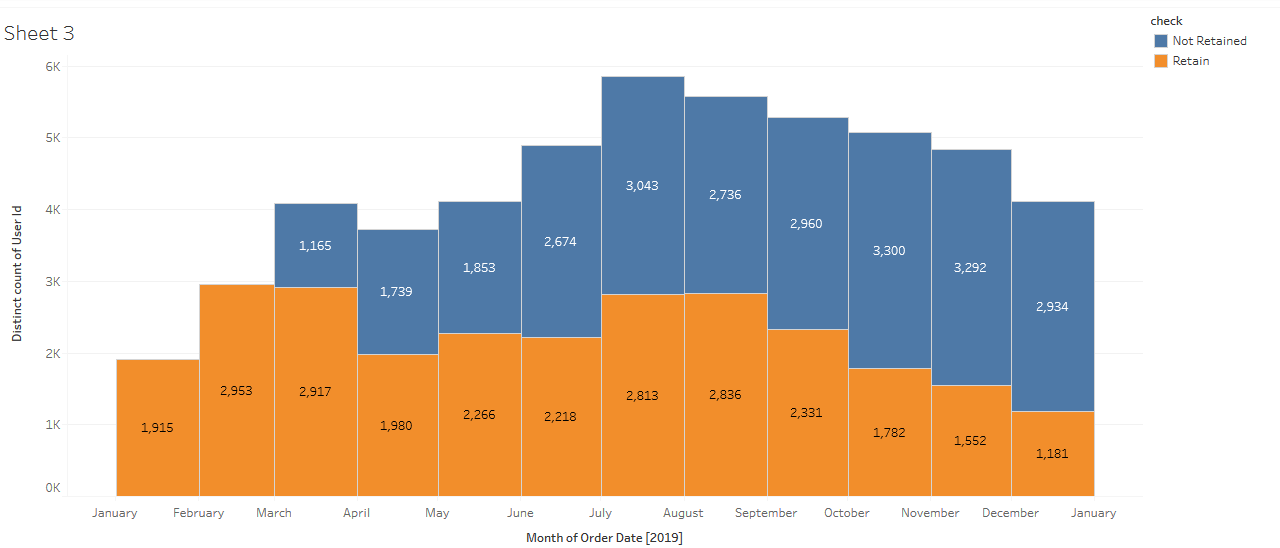 Sheet 3
check
Not Retained
Retain
Distinct count of User Id
6K
5K
4K
3K
2K
1K
0K
3,043
2,736
2,960
1,165
2,674
3,300
1,739
1,853
3,292
2,934
1,915
2,953
2,917
1,980
2,266
2,218
2,813
2,836
2,331
1,782
1,552
1,181
January February March April May June July August September October November December January
Month of Order Date [2019]